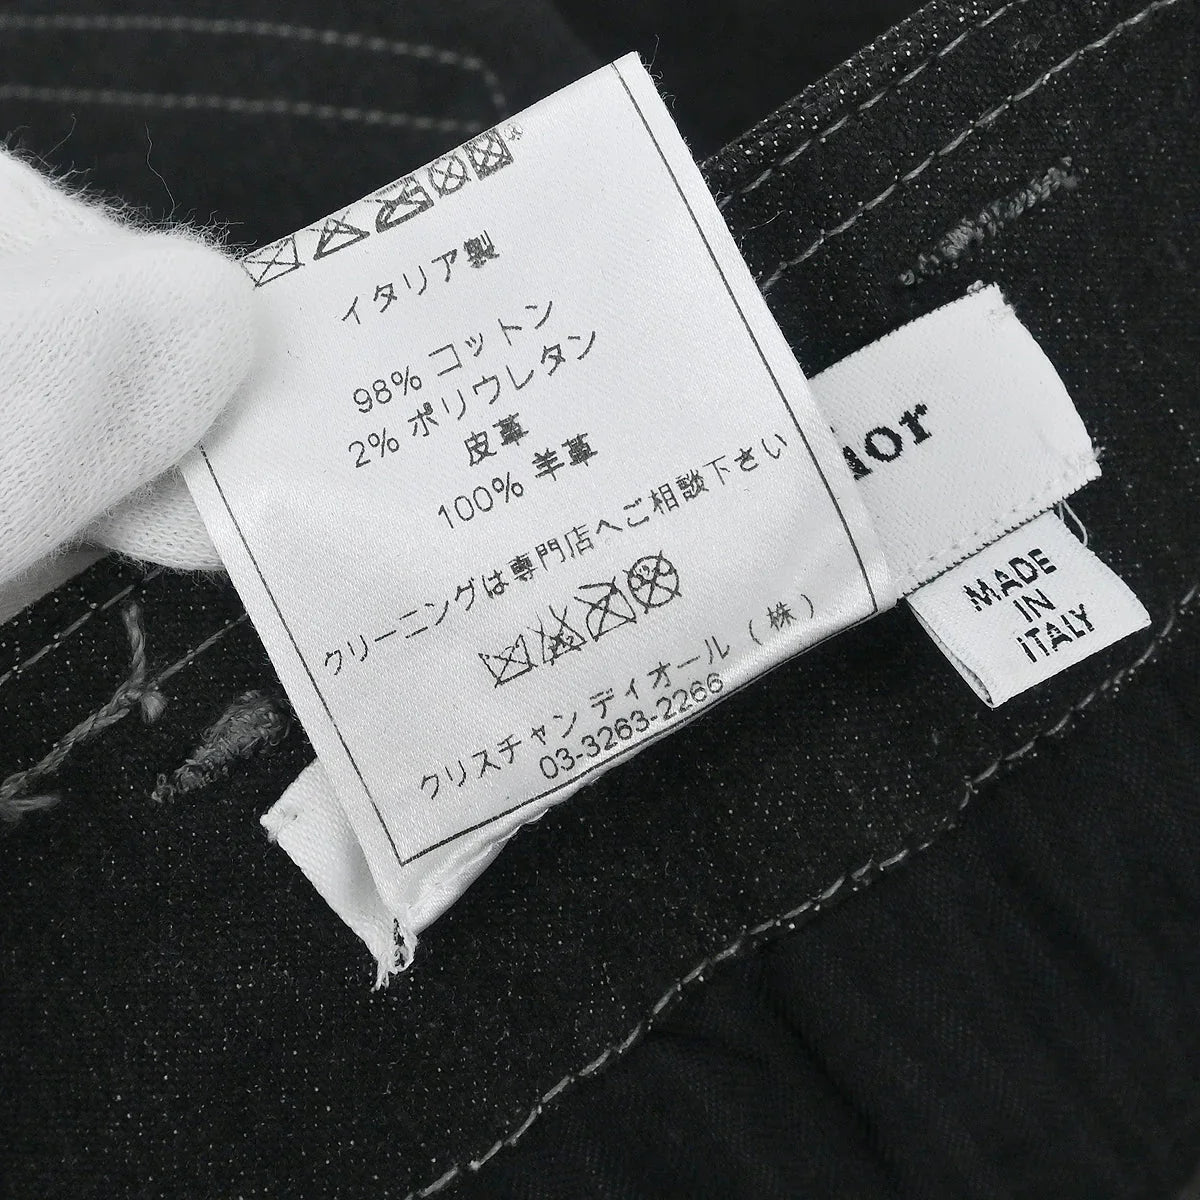 イタリア製
98% コットン
2% ポリウレタン
皮革
100% 羊革
クリーニングは専門店へご相談下さい
クリスチャン ディオール (株)
03-3263-2266
MADE
IN
ITALY